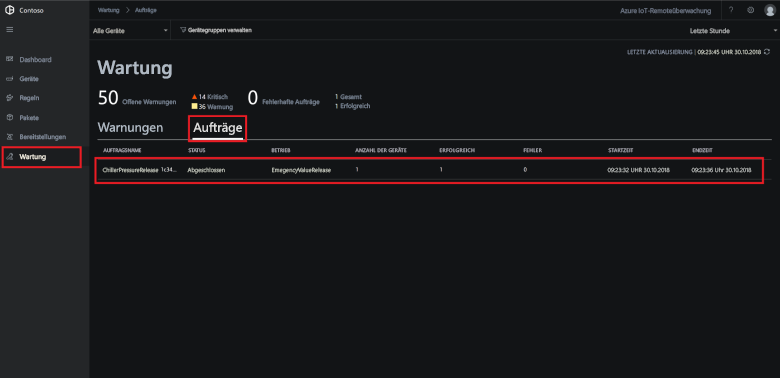 Contoso
Wartung > Aufträge
Azure IoT-Remoteüberwachung ?
Alle Geräte
Gerätegruppen verwalten
Letzte Stunde
LETZTE AKTUALISIERUNG | 09:23:45 UHR 30.10.2018
Dashboard
Geräte
Regeln
Pakete
Bereitstellungen
Wartung
Wartung
50 Offene Warnungen
14 Kritisch
36 Warnung
0 Fehlerhafte Aufträge
1 Gesamt
1 Erfolgreich
Warnungen
Aufträge
AUFTRAGSNAME STATUS BETRIEB ANZAHL DER GERÄTE ERFOLGREICH FEHLER STARTZEIT ENDZEIT
ChillarPressureRelease 1c34... Abgeschlossen EmegencyValueRelease 1 1 0 09:23:32 UHR 30.10.2018 09:23:36 Uhr 30.10.2018